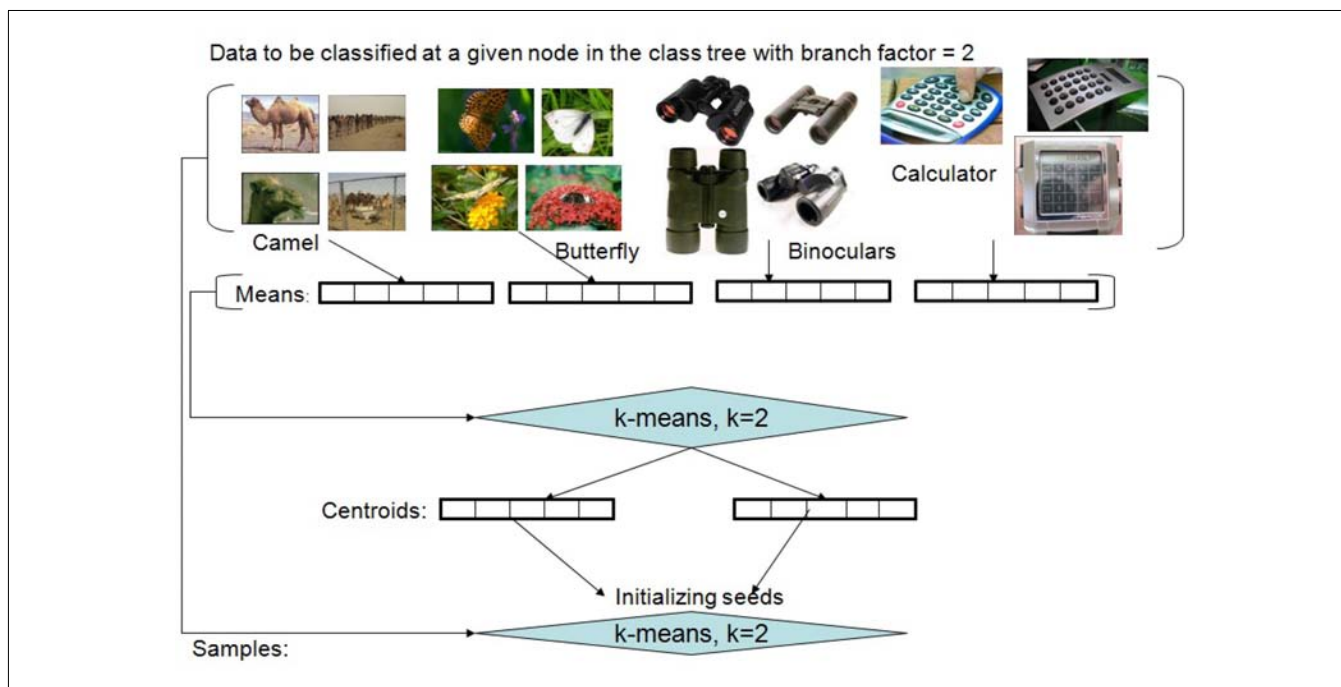 Data to be classified at a given node in the class tree with branch factor = 2
Calculator
Camel
Butterfly
Binoculars
Means:
k-means, k=2
Centroids:
Initializing seeds
k-means, k=2
Samples: